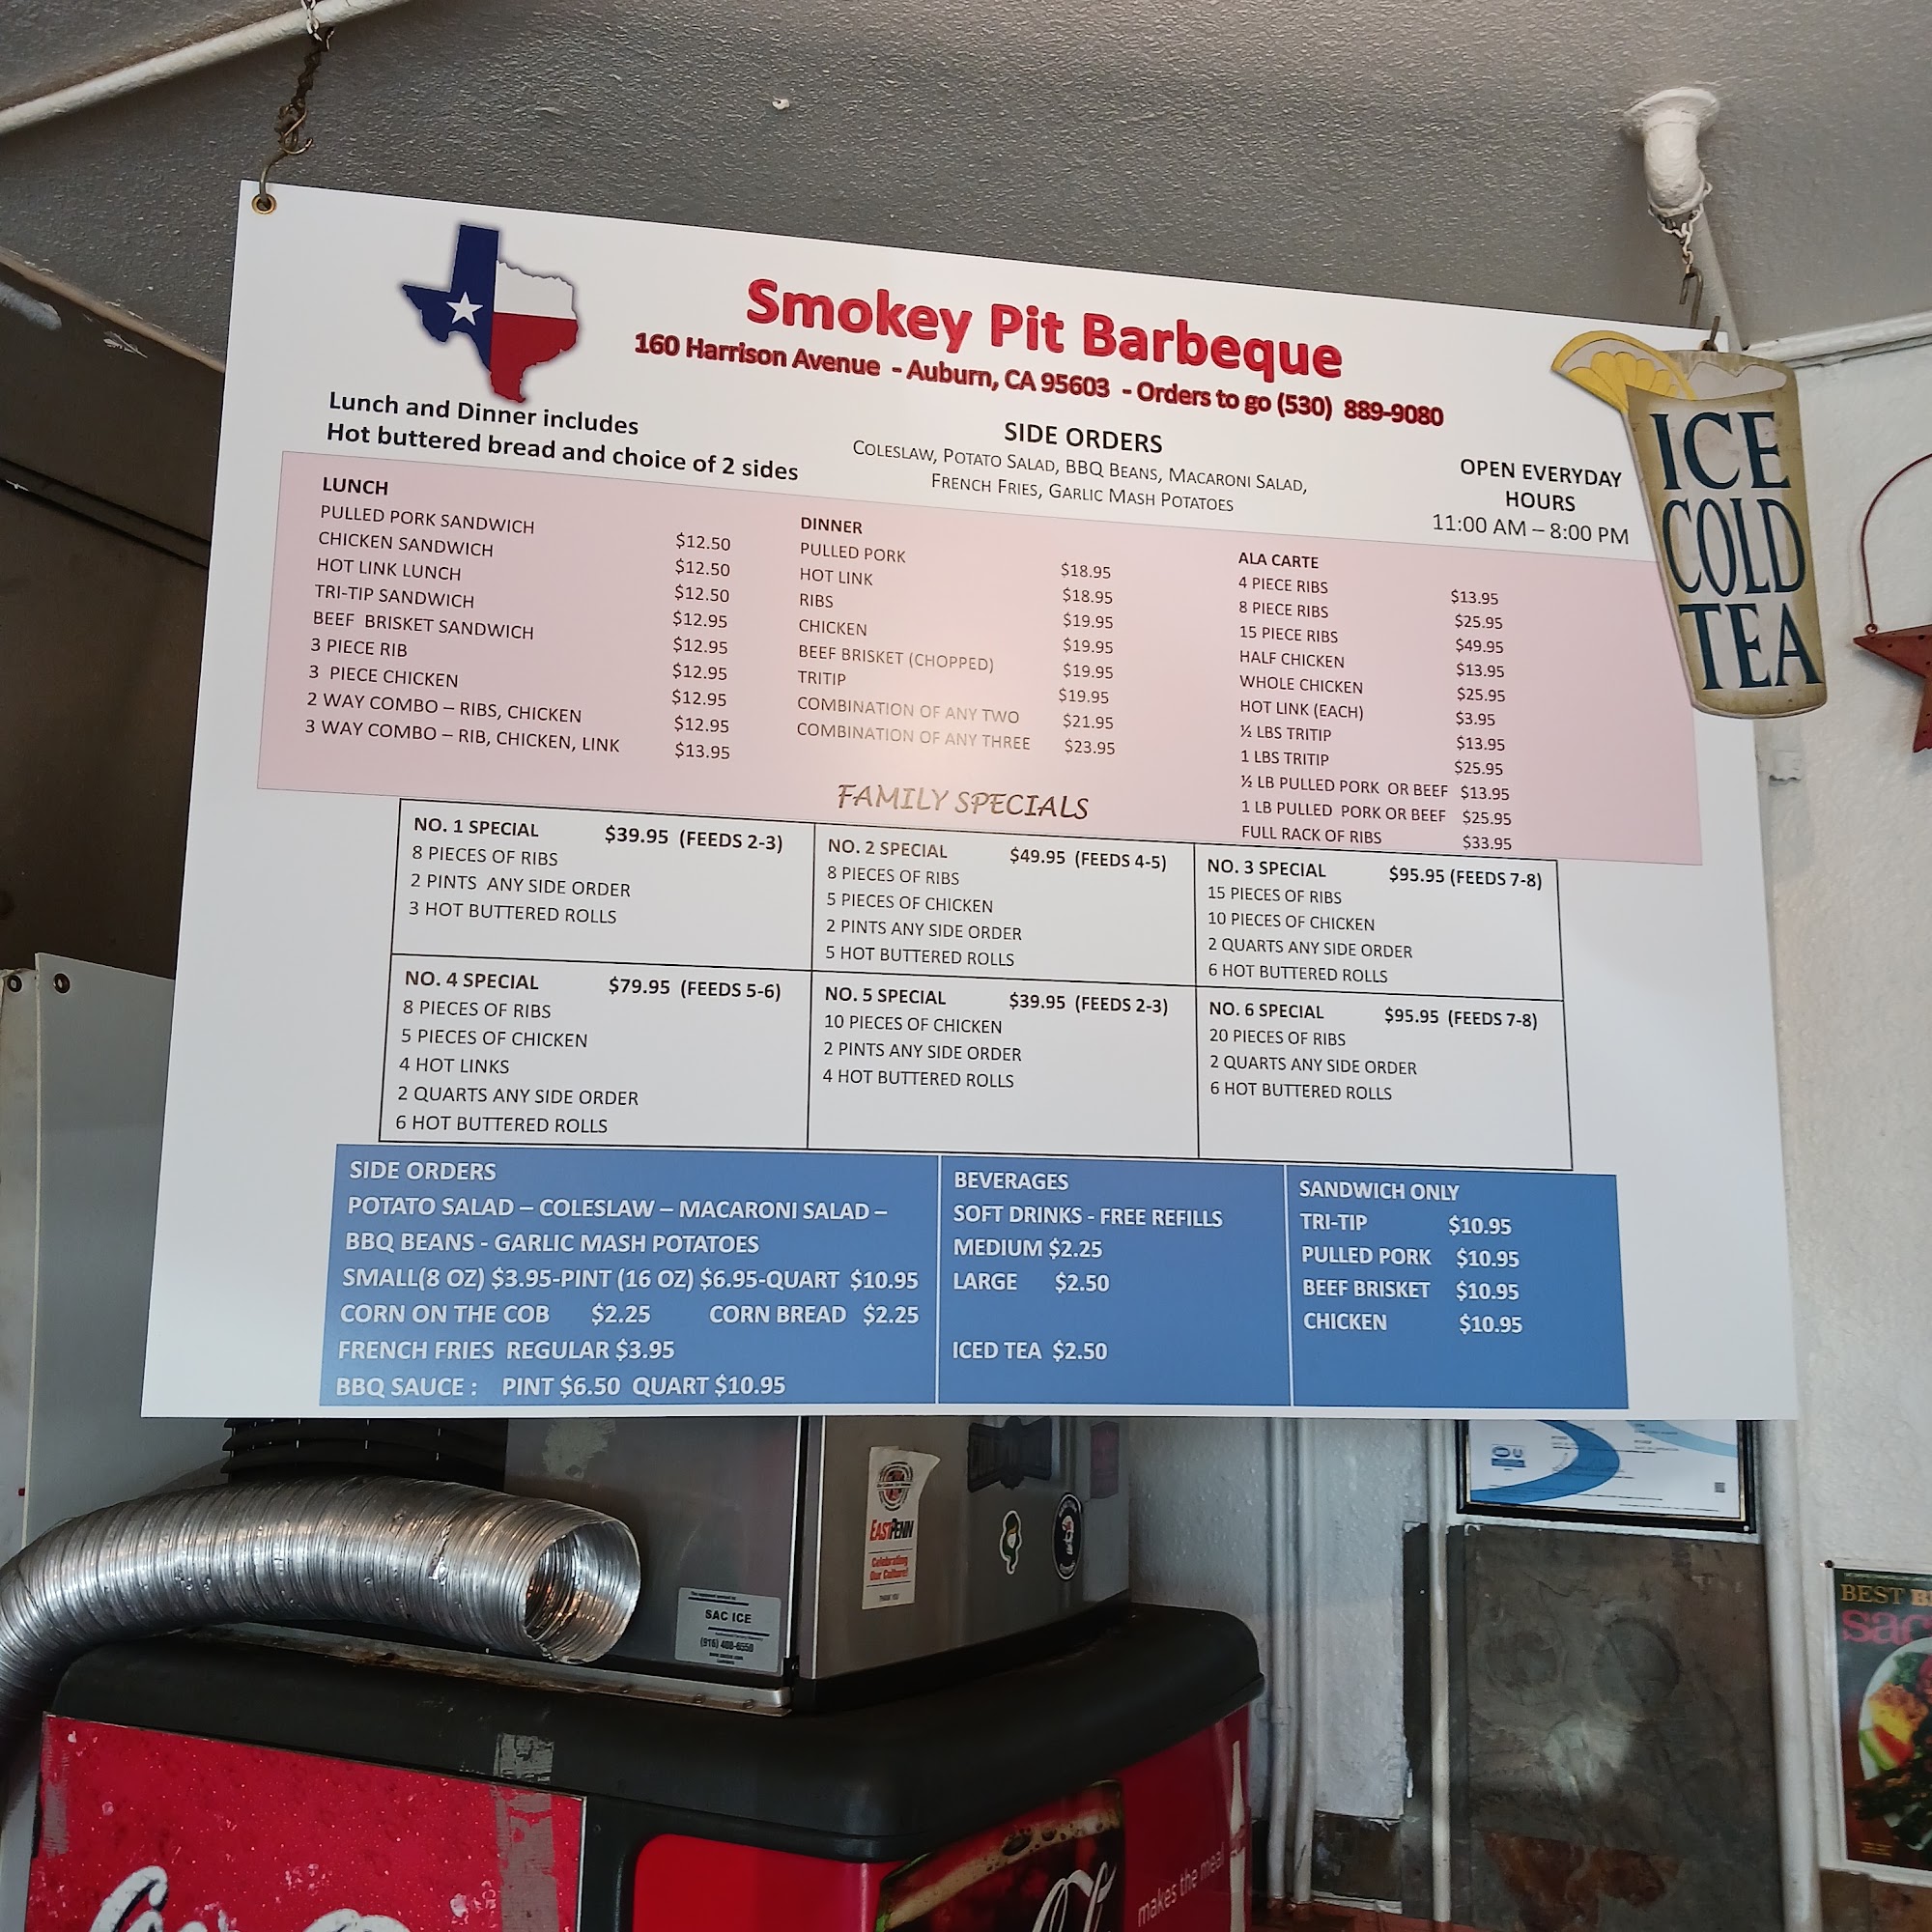 Smokey Pit Barbeque
160 Harrison Avenue - Auburn, CA 95603 - Orders to go (530) 889-9080
Lunch and Dinner includes
Hot buttered bread and choice of 2 sides
SIDE ORDERS
COLESLAW, POTATO SALAD, BBQ BEANS, MACARONI SALAD,
FRENCH FRIES, GARLIC MASH POTATOES
OPEN EVERYDAY
HOURS
11:00 AM – 8:00 PM
ICE
COLD
TEA
LUNCH
PULLED PORK SANDWICH $12.50
CHICKEN SANDWICH $12.50
HOT LINK LUNCH $12.50
TRI-TIP SANDWICH $12.95
BEEF BRISKET SANDWICH $12.95
3 PIECE RIB $12.95
3 PIECE CHICKEN $12.95
2 WAY COMBO – RIBS, CHICKEN $12.95
3 WAY COMBO – RIB, CHICKEN, LINK $13.95
DINNER
PULLED PORK $18.95
HOT LINK $18.95
RIBS $19.95
CHICKEN $19.95
BEEF BRISKET (CHOPPED) $19.95
TRITIP $19.95
COMBINATION OF ANY TWO $21.95
COMBINATION OF ANY THREE $23.95
ALA CARTE
4 PIECE RIBS $13.95
8 PIECE RIBS $25.95
15 PIECE RIBS $49.95
HALF CHICKEN $13.95
WHOLE CHICKEN $25.95
HOT LINK (EACH) $3.95
½ LBS TRITIP $13.95
1 LBS TRITIP $25.95
½ LB PULLED PORK OR BEEF $13.95
1 LB PULLED PORK OR BEEF $25.95
FULL RACK OF RIBS $33.95
FAMILY SPECIALS
NO. 1 SPECIAL $39.95 (FEEDS 2-3)
8 PIECES OF RIBS
2 PINTS ANY SIDE ORDER
3 HOT BUTTERED ROLLS
NO. 2 SPECIAL $49.95 (FEEDS 4-5)
8 PIECES OF RIBS
5 PIECES OF CHICKEN
2 PINTS ANY SIDE ORDER
5 HOT BUTTERED ROLLS
NO. 3 SPECIAL $95.95 (FEEDS 7-8)
15 PIECES OF RIBS
10 PIECES OF CHICKEN
2 QUARTS ANY SIDE ORDER
6 HOT BUTTERED ROLLS
NO. 4 SPECIAL $79.95 (FEEDS 5-6)
8 PIECES OF RIBS
5 PIECES OF CHICKEN
4 HOT LINKS
2 QUARTS ANY SIDE ORDER
6 HOT BUTTERED ROLLS
NO. 5 SPECIAL $39.95 (FEEDS 2-3)
10 PIECES OF CHICKEN
2 PINTS ANY SIDE ORDER
4 HOT BUTTERED ROLLS
NO. 6 SPECIAL $95.95 (FEEDS 7-8)
20 PIECES OF RIBS
2 QUARTS ANY SIDE ORDER
6 HOT BUTTERED ROLLS
SIDE ORDERS
POTATO SALAD – COLESLAW – MACARONI SALAD –
BBQ BEANS - GARLIC MASH POTATOES
SMALL(8 OZ) $3.95-PINT (16 OZ) $6.95-QUART $10.95
CORN ON THE COB $2.25 CORN BREAD $2.25
FRENCH FRIES REGULAR $3.95
BBQ SAUCE : PINT $6.50 QUART $10.95
BEVERAGES
SOFT DRINKS - FREE REFILLS
MEDIUM $2.25
LARGE $2.50
ICED TEA $2.50
SANDWICH ONLY
TRI-TIP $10.95
PULLED PORK $10.95
BEEF BRISKET $10.95
CHICKEN $10.95
EAST PENN
Celebrating
Our Culture!
SAC ICE
(916) 408-6550
BEST
makes the meal